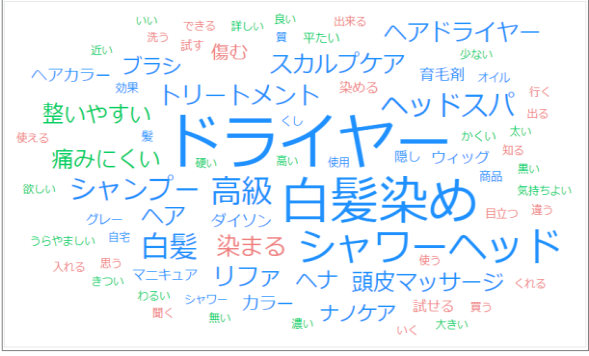 いい
できる
詳しい
良い
出来る
ヘアドライヤー
洗う
試す
傷む
質
平たい
近い
ブラシ
スカルプケア
少ない
ヘアカラー
効果
育毛剤
オイル
トリートメント
染める
行く
整いやすい
ヘッドスパ
出る
くし
使える
髪
ドライヤー
かくい
太い
痛みにくい
硬い
高い
使用
隠し
ウィッグ
知る
黒い
欲しい
シャンプー
高級
白髪染め
商品
気持ちよい
グレー
ヘア
ダイソン
目立つ
違う
うらやましい
自宅
白髪
染まる
シャワーヘッド
入れる
思う
使う
きつい
マニキュア
リファ
ヘナ
頭皮マッサージ
くれる
わるい
シャワー
カラー
ナノケア
試せる
買う
聞く
無い
濃い
いく
大きい